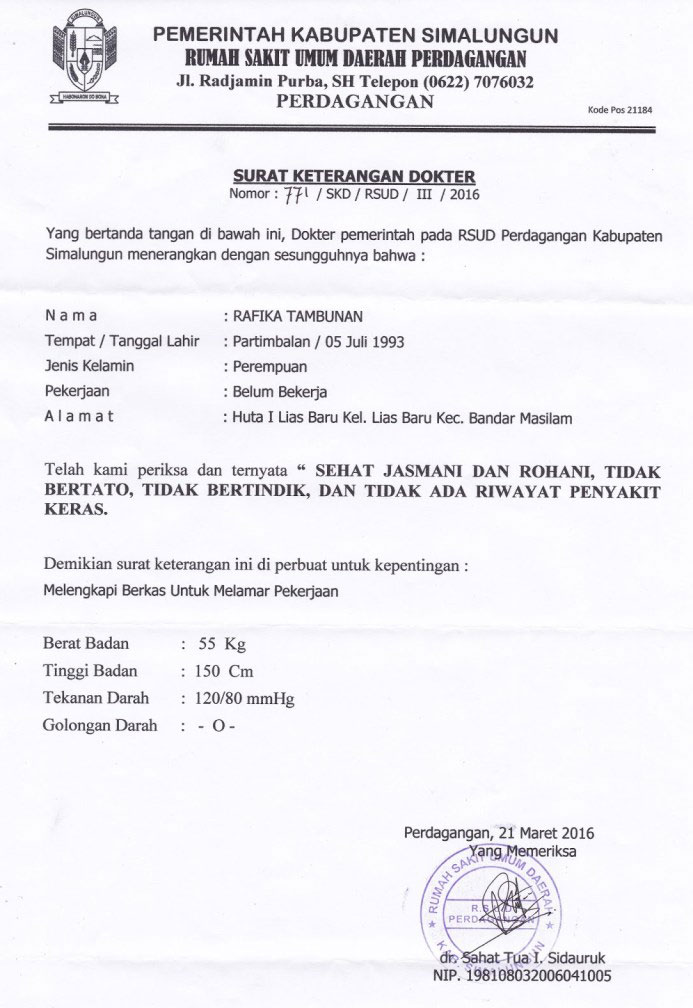 SIMALUNGUN
HABONARON DO BONA
PEMERINTAH KABUPATEN SIMALUNGUN
RUMAH SAKIT UMUM DAERAH PERDAGANGAN
Jl. Radjamin Purba, SH Telepon (0622) 7076032
PERDAGANGAN
Kode Pos 21184
SURAT KETERANGAN DOKTER
Nomor : 771 / SKD / RSUD / III / 2016
Yang bertanda tangan di bawah ini, Dokter pemerintah pada RSUD Perdagangan Kabupaten
Simalungun menerangkan dengan sesungguhnya bahwa :
N a m a : RAFIKA TAMBUNAN
Tempat / Tanggal Lahir : Partimbalan / 05 Juli 1993
Jenis Kelamin : Perempuan
Pekerjaan : Belum Bekerja
A l a m a t : Huta I Lias Baru Kel. Lias Baru Kec. Bandar Masilam
Telah kami periksa dan ternyata “ SEHAT JASMANI DAN ROHANI, TIDAK
BERTATO, TIDAK BERTINDIK, DAN TIDAK ADA RIWAYAT PENYAKIT
KERAS.
Demikian surat keterangan ini di perbuat untuk kepentingan :
Melengkapi Berkas Untuk Melamar Pekerjaan
Berat Badan : 55 Kg
Tinggi Badan : 150 Cm
Tekanan Darah : 120/80 mmHg
Golongan Darah : - O -
Perdagangan, 21 Maret 2016
Yang Memeriksa
RUMAH SAKIT UMUM DAERAH
R.S.U.D
PERDAGANGAN
KAB. SIMALUNGUN
dr. Sahat Tua I. Sidauruk
NIP. 198108032006041005